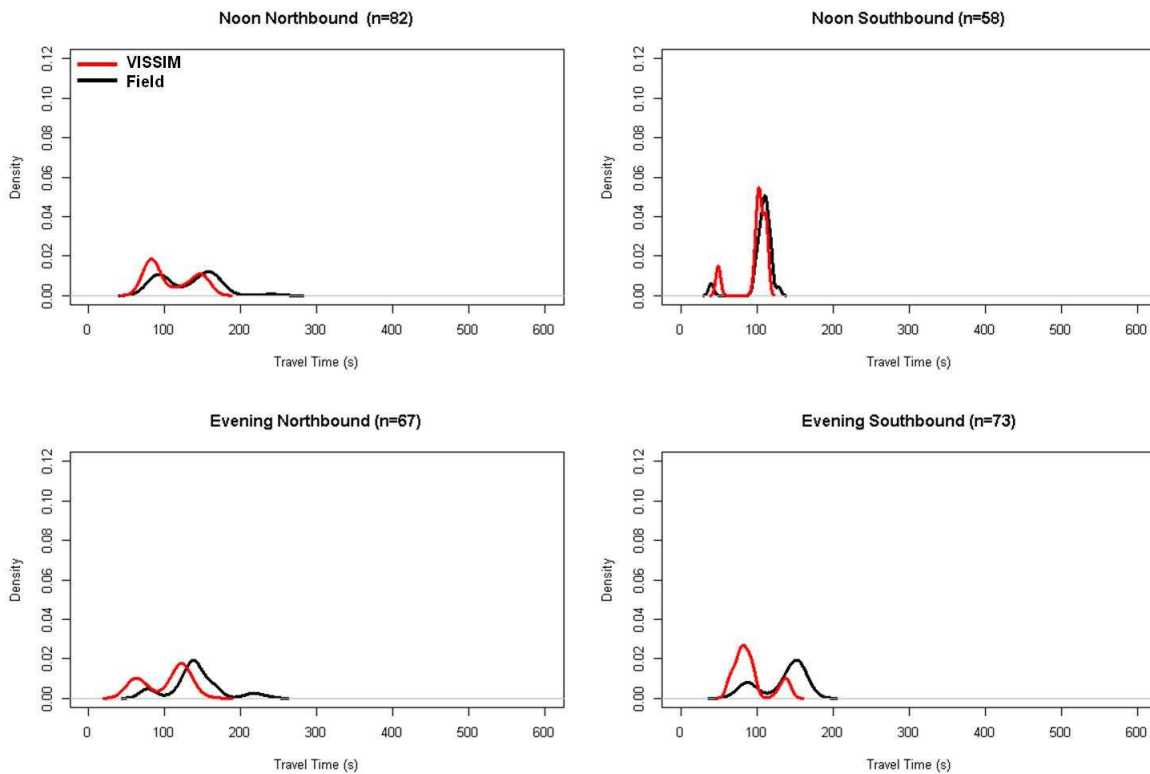 Noon Northbound (n=82)
VISSIM
Field
Density
0.00 0.02 0.04 0.06 0.08 0.10 0.12
0 100 200 300 400 500 600
Travel Time (s)
Noon Southbound (n=58)
Density
0.00 0.02 0.04 0.06 0.08 0.10 0.12
0 100 200 300 400 500 600
Travel Time (s)
Evening Northbound (n=67)
Density
0.00 0.02 0.04 0.06 0.08 0.10 0.12
0 100 200 300 400 500 600
Travel Time (s)
Evening Southbound (n=73)
Density
0.00 0.02 0.04 0.06 0.08 0.10 0.12
0 100 200 300 400 500 600
Travel Time (s)